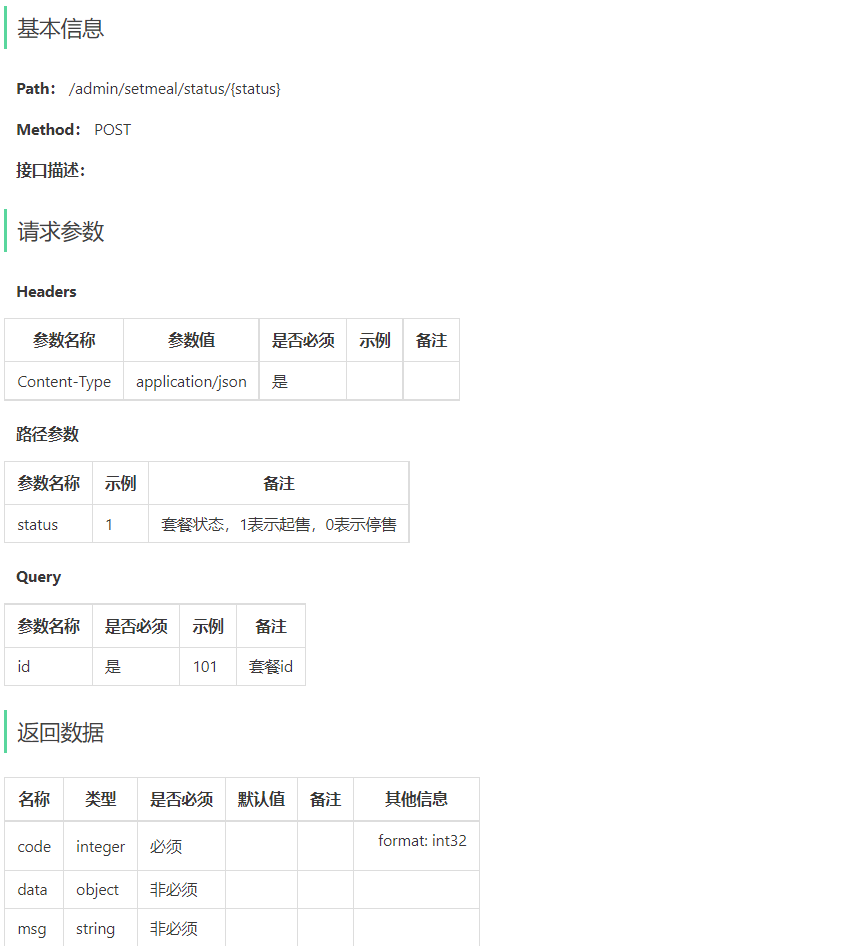 基本信息
Path： /admin/setmeal/status/{status}
Method： POST
接口描述：
请求参数
Headers
参数名称 参数值 是否必须 示例 备注
Content-Type application/json 是
路径参数
参数名称 示例 备注
status 1 套餐状态，1表示起售，0表示停售
Query
参数名称 是否必须 示例 备注
id 是 101 套餐id
返回数据
名称 类型 是否必须 默认值 备注 其他信息
code integer 必须 format: int32
data object 非必须
msg string 非必须